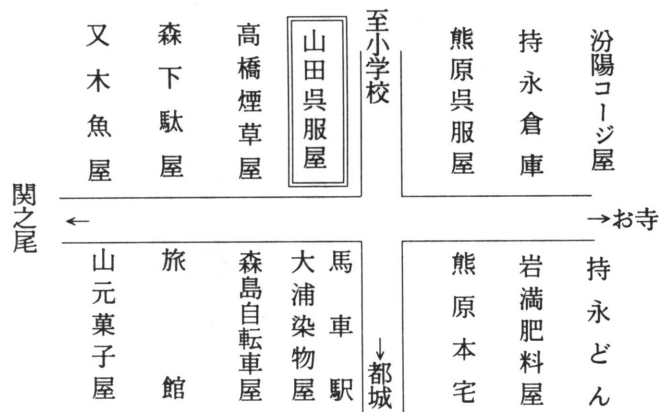 汾陽コージ屋
持永倉庫
熊原呉服屋
至小学校
山田呉服屋
高橋煙草屋
森下駄屋
又木魚屋
関之尾
←
→お寺
持永どん
岩満肥料屋
熊原本宅
→都城
馬車駅
大浦染物屋
森島自転車屋
旅館
山元菓子屋